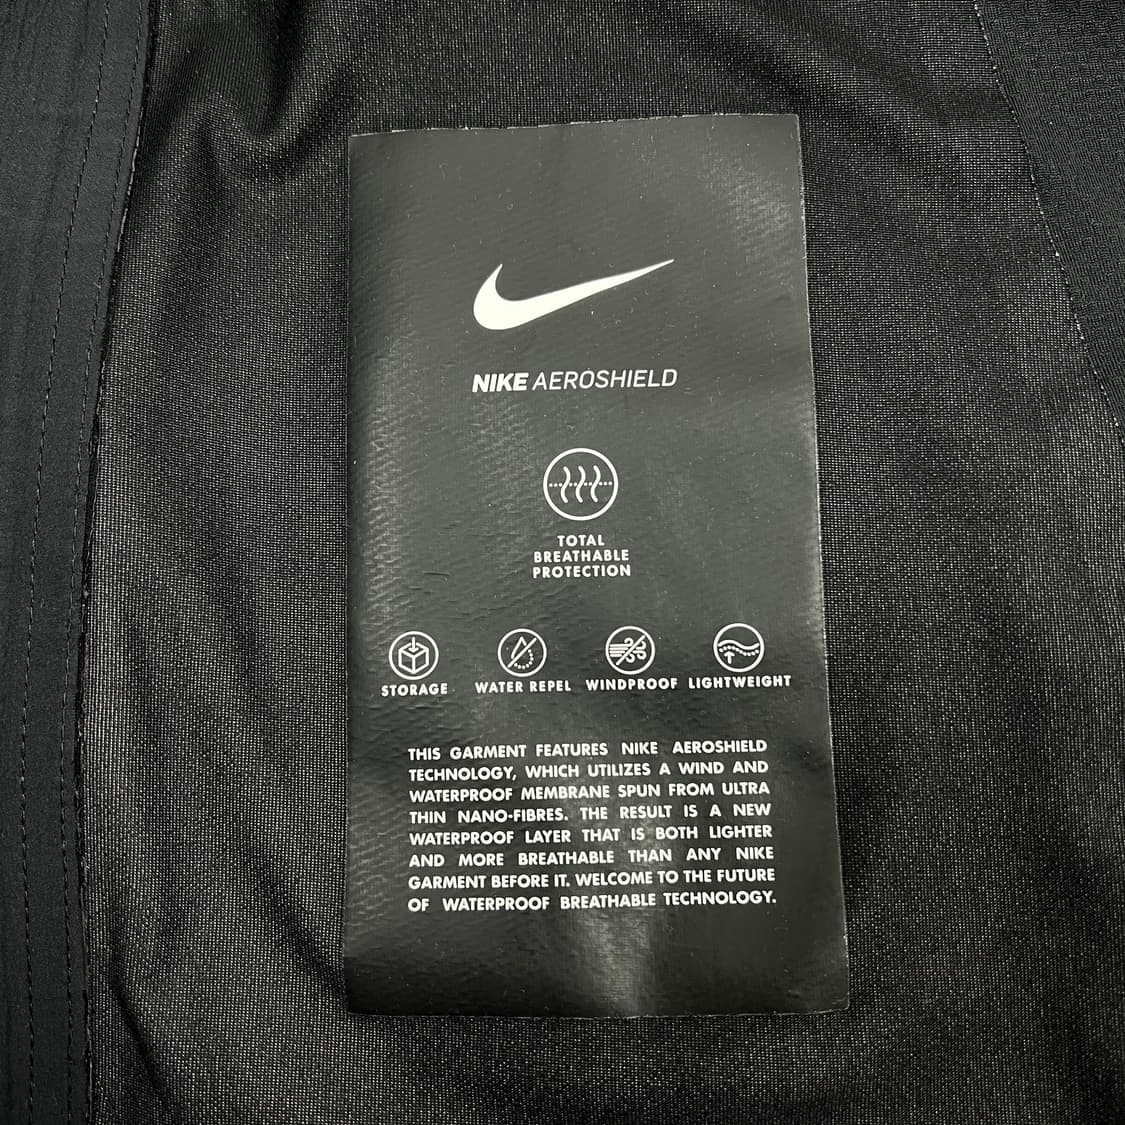 NIKE AEROSHIELD
TOTAL
BREATHABLE
PROTECTION
STORAGE WATER REPEL WINDPROOF LIGHTWEIGHT
THIS GARMENT FEATURES NIKE AEROSHIELD
TECHNOLOGY, WHICH UTILIZES A WIND AND
WATERPROOF MEMBRANE SPUN FROM ULTRA
THIN NANO-FIBRES. THE RESULT IS A NEW
WATERPROOF LAYER THAT IS BOTH LIGHTER
AND MORE BREATHABLE THAN ANY NIKE
GARMENT BEFORE IT. WELCOME TO THE FUTURE
OF WATERPROOF BREATHABLE TECHNOLOGY.